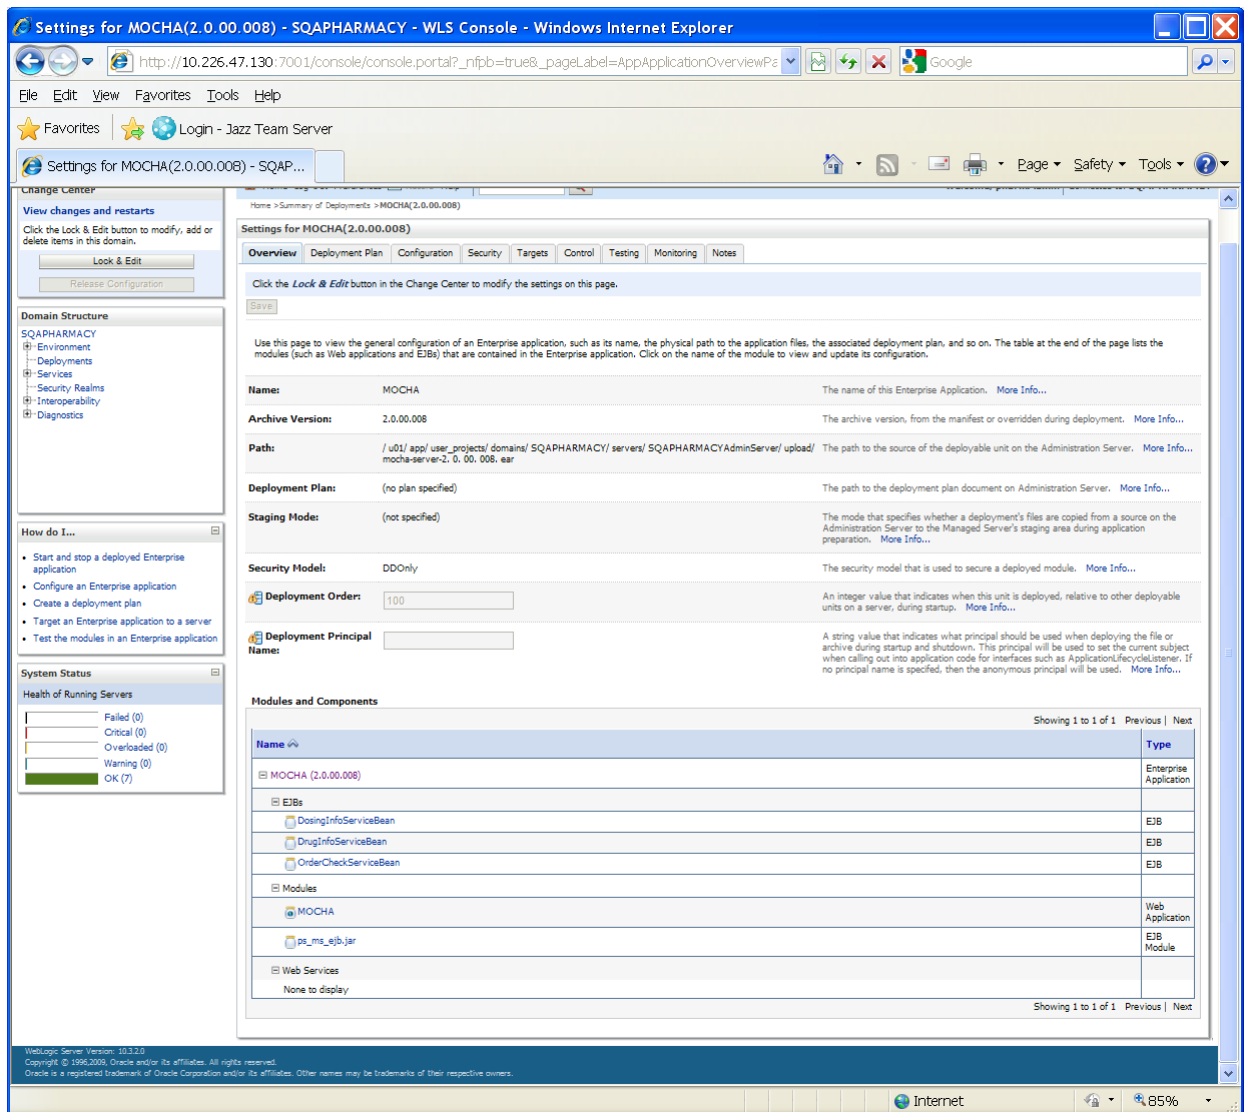 Settings for MOCHA(2.0.00.008) - SQAPHARMACY - WLS Console - Windows Internet Explorer
http://10.226.47.130:7001/console/console.portal?_nfpb=true&_pageLabel=AppApplicationOverviewPa
Google
File Edit View Favorites Tools Help
Favorites Login - Jazz Team Server
Settings for MOCHA(2.0.00.008) - SQAP...
Page Safety Tools
Change Center
View changes and restarts
Click the Lock & Edit button to modify, add or
delete items in this domain.
Lock & Edit
Release Configuration
Domain Structure
SQAPHARMACY
Environment
Deployments
Services
Security Realms
Interoperability
Diagnostics
How do I...
Start and stop a deployed Enterprise
application
Configure an Enterprise application
Create a deployment plan
Target an Enterprise application to a server
Test the modules in an Enterprise application
System Status
Health of Running Servers
Failed (0)
Critical (0)
Overloaded (0)
Warning (0)
OK (7)
Home >Summary of Deployments >MOCHA(2.0.00.008)
Settings for MOCHA(2.0.00.008)
Overview Deployment Plan Configuration Security Targets Control Testing Monitoring Notes
Click the Lock & Edit button in the Change Center to modify the settings on this page.
Save
Use this page to view the general configuration of an Enterprise application, such as its name, the physical path to the application files, the associated deployment plan, and so on. The table at the end of the page lists the
modules (such as Web applications and EJBs) that are contained in the Enterprise application. Click on the name of the module to view and update its configuration.
Name: MOCHA The name of this Enterprise Application. More Info...
Archive Version: 2.0.00.008 The archive version, from the manifest or overridden during deployment. More Info...
Path: / u01/ app/ user_projects/ domains/ SQAPHARMACY/ servers/ SQAPHARMACYAdminServer/ upload/ The path to the source of the deployable unit on the Administration Server. More Info...
mocha-server-2. 0. 00. 008. ear
Deployment Plan: (no plan specified) The path to the deployment plan document on Administration Server. More Info...
Staging Mode: (not specified) The mode that specifies whether a deployment's files are copied from a source on the
Administration Server to the Managed Server's staging area during application
preparation. More Info...
Security Model: DDOnly The security model that is used to secure a deployed module. More Info...
Deployment Order: 100 An integer value that indicates when this unit is deployed, relative to other deployable
units on a server, during startup. More Info...
Deployment Principal
Name:
A string value that indicates what principal should be used when deploying the file or
archive during startup and shutdown. This principal will be used to set the current subject
when calling out into application code for interfaces such as ApplicationLifecycleListener. If
no principal name is specifed, then the anonymous principal will be used. More Info...
Modules and Components
Showing 1 to 1 of 1 Previous | Next
Name Type
MOCHA (2.0.00.008) Enterprise
Application
EJBs
DosingInfoServiceBean EJB
DrugInfoServiceBean EJB
OrderCheckServiceBean EJB
Modules
MOCHA Web
Application
ps_ms_ejb.jar EJB
Module
Web Services
None to display
Showing 1 to 1 of 1 Previous | Next
WebLogic Server Version: 10.3.2.0
Copyright © 1996,2009, Oracle and/or its affiliates. All rights reserved.
Oracle is a registered trademark of Oracle Corporation and/or its affiliates. Other names may be trademarks of their respective owners.
Internet 85%